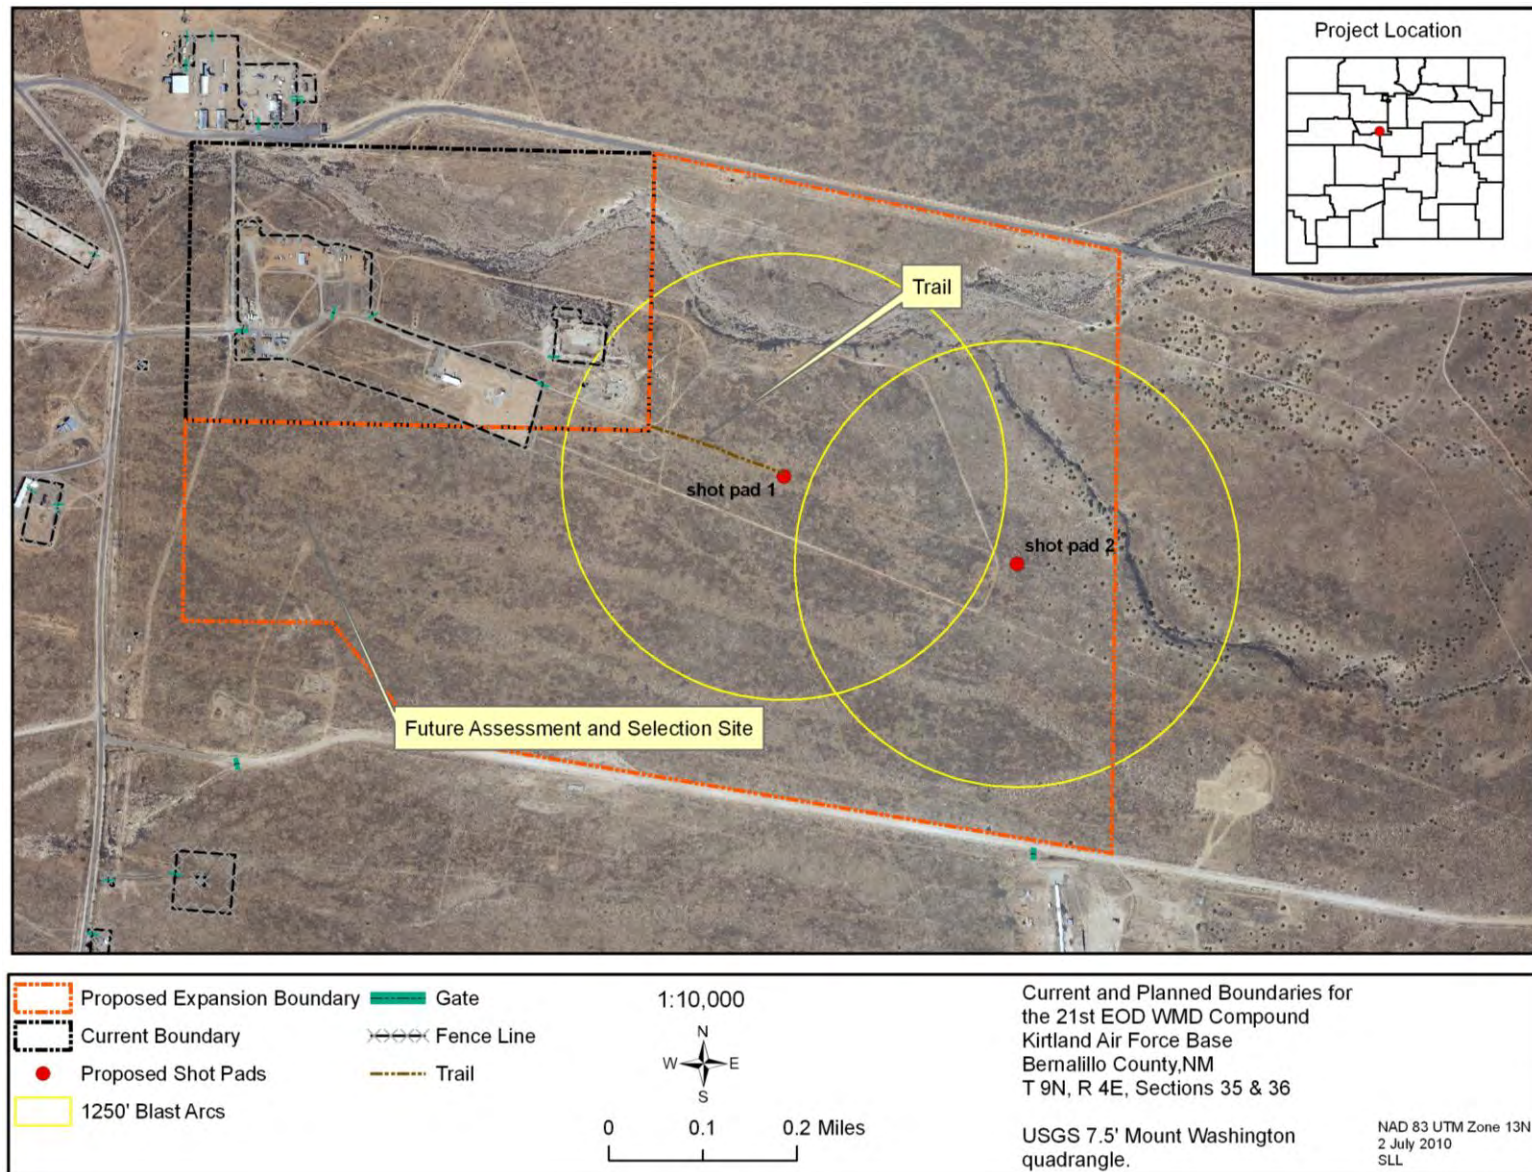 Project Location
Trail
shot pad 1
shot pad 2
Future Assessment and Selection Site
Proposed Expansion Boundary
Current Boundary
Proposed Shot Pads
1250' Blast Arcs
Gate
Fence Line
Trail
1:10,000
N
W
E
S
0 0.1 0.2 Miles
Current and Planned Boundaries for
the 21st EOD WMD Compound
Kirtland Air Force Base
Bernalillo County,NM
T 9N, R 4E, Sections 35 & 36
USGS 7.5' Mount Washington
quadrangle.
NAD 83 UTM Zone 13N
2 July 2010
SLL